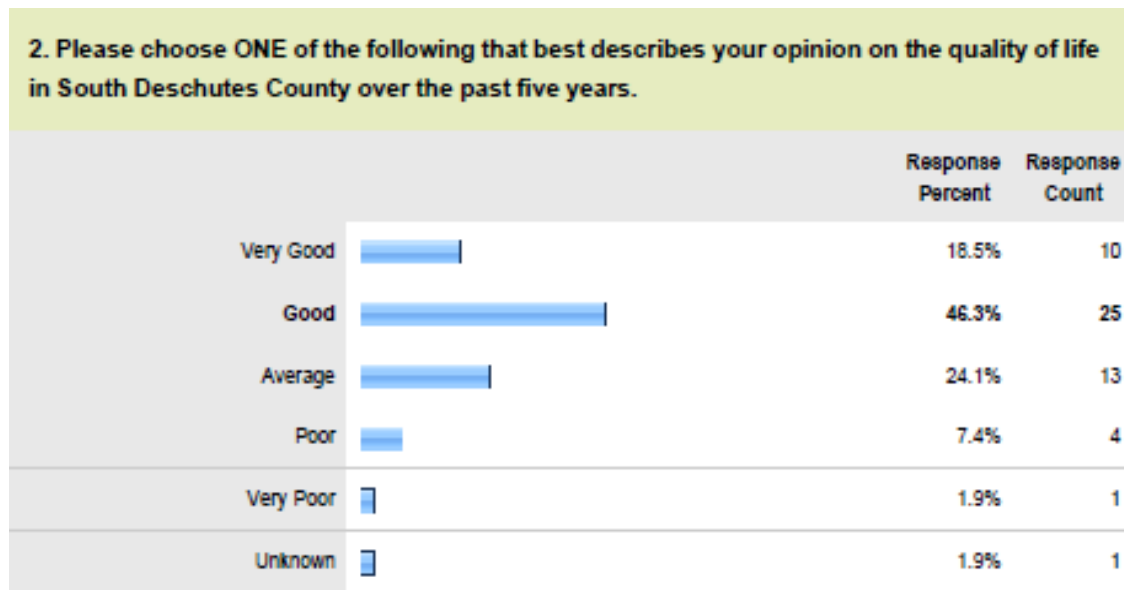 2. Please choose ONE of the following that best describes your opinion on the quality of life
in South Deschutes County over the past five years.
Response Response
Percent Count
Very Good 18.5% 10
Good 46.3% 25
Average 24.1% 13
Poor 7.4% 4
Very Poor 1.9% 1
Unknown 1.9% 1